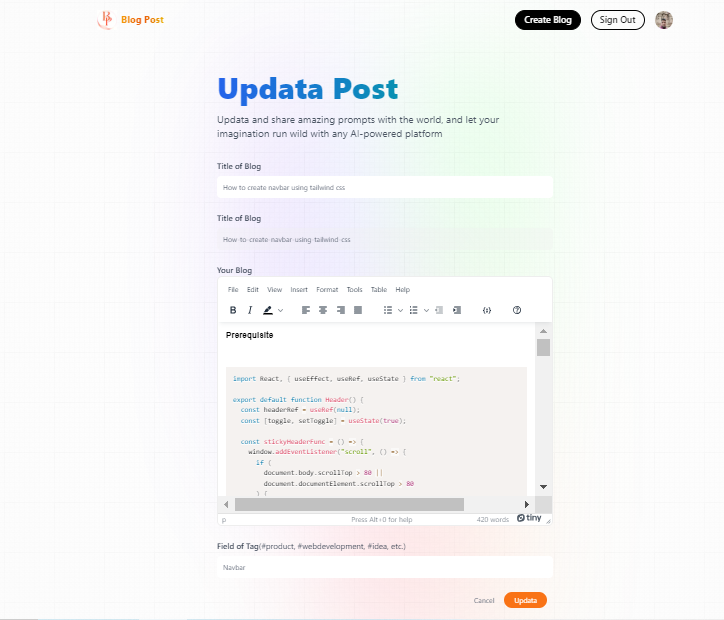 Blog Post
Create Blog
Sign Out
Updata Post
Updata and share amazing prompts with the world, and let your
imagination run wild with any AI-powered platform
Title of Blog
How to create navbar using tailwind css
Title of Blog
How-to-create-navbar-using-tailwind-css
Your Blog
File Edit View Insert Format Tools Table Help
B I
Prerequisite
import React, { useEffect, useRef, useState } from "react";
export default function Header() {
const headerRef = useRef(null);
const [toggle, setToggle] = useState(true);
const stickyHeaderFunc = () => {
window.addEventListener("scroll", () => {
if (
document.body.scrollTop > 80 ||
document.documentElement.scrollTop > 80
) {
p Press Alt+0 for help 420 words tiny
Field of Tag(#product, #webdevelopment, #idea, etc.)
Navbar
Cancel Updata